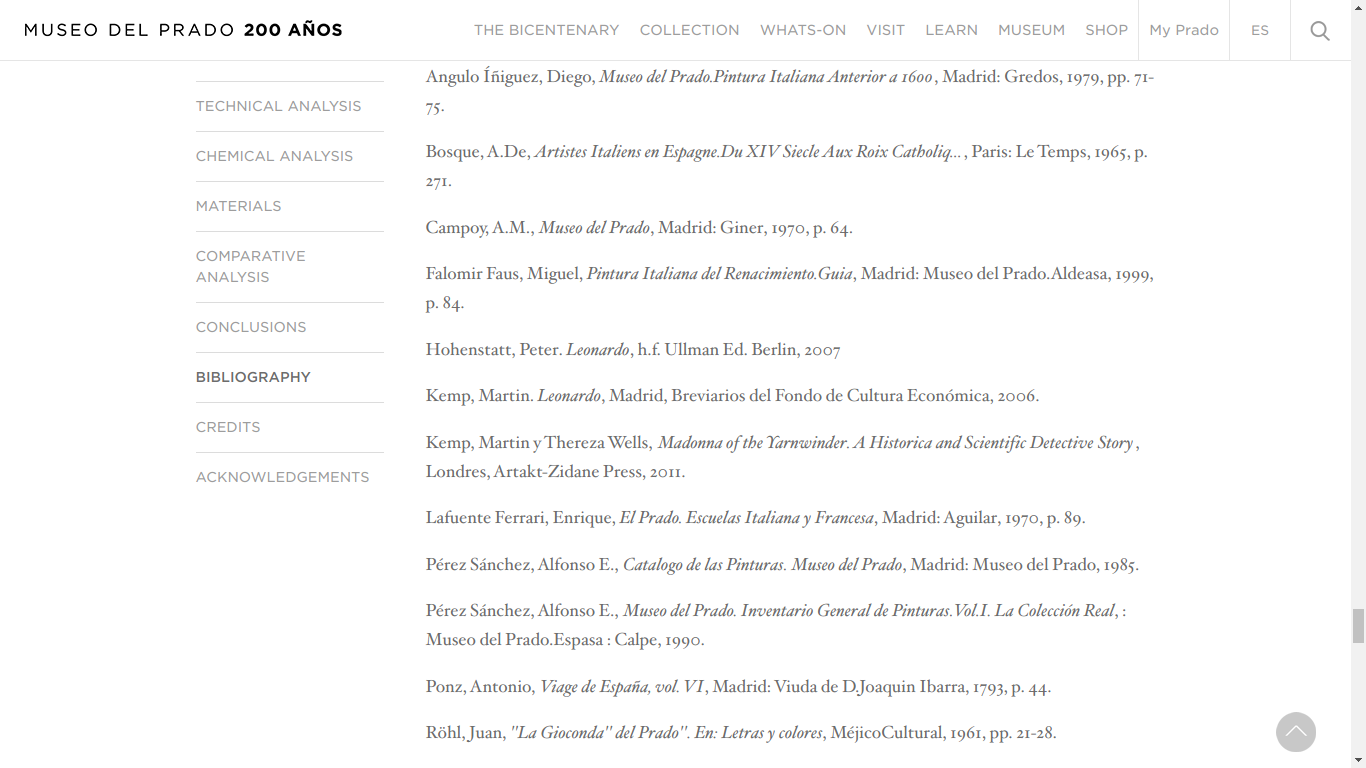 MUSEO DEL PRADO 200 AÑOS
THE BICENTENARY COLLECTION WHATS-ON VISIT LEARN MUSEUM SHOP My Prado ES
TECHNICAL ANALYSIS
CHEMICAL ANALYSIS
MATERIALS
COMPARATIVE
ANALYSIS
CONCLUSIONS
BIBLIOGRAPHY
CREDITS
ACKNOWLEDGEMENTS
Angulo Íñiguez, Diego, Museo del Prado.Pintura Italiana Anterior a 1600 , Madrid: Gredos, 1979, pp. 71-
75.
Bosque, A.De, Artistes Italiens en Espagne.Du XIV Siecle Aux Roix Catholiq... , Paris: Le Temps, 1965, p.
271.
Campoy, A.M., Museo del Prado, Madrid: Giner, 1970, p. 64.
Falomir Faus, Miguel, Pintura Italiana del Renacimiento.Guia, Madrid: Museo del Prado.Aldeasa, 1999,
p. 84.
Hohenstatt, Peter. Leonardo, h.f. Ullman Ed. Berlin, 2007
Kemp, Martin. Leonardo, Madrid, Breviarios del Fondo de Cultura Económica, 2006.
Kemp, Martin y Thereza Wells, Madonna of the Yarnwinder. A Historica and Scientific Detective Story ,
Londres, Artakt-Zidane Press, 2011.
Lafuente Ferrari, Enrique, El Prado. Escuelas Italiana y Francesa, Madrid: Aguilar, 1970, p. 89.
Pérez Sánchez, Alfonso E., Catalogo de las Pinturas. Museo del Prado, Madrid: Museo del Prado, 1985.
Pérez Sánchez, Alfonso E., Museo del Prado. Inventario General de Pinturas.Vol.I. La Colección Real, :
Museo del Prado.Espasa : Calpe, 1990.
Ponz, Antonio, Viage de España, vol. VI, Madrid: Viuda de D.Joaquin Ibarra, 1793, p. 44.
Röhl, Juan, "La Gioconda" del Prado". En: Letras y colores, MéjicoCultural, 1961, pp. 21-28.